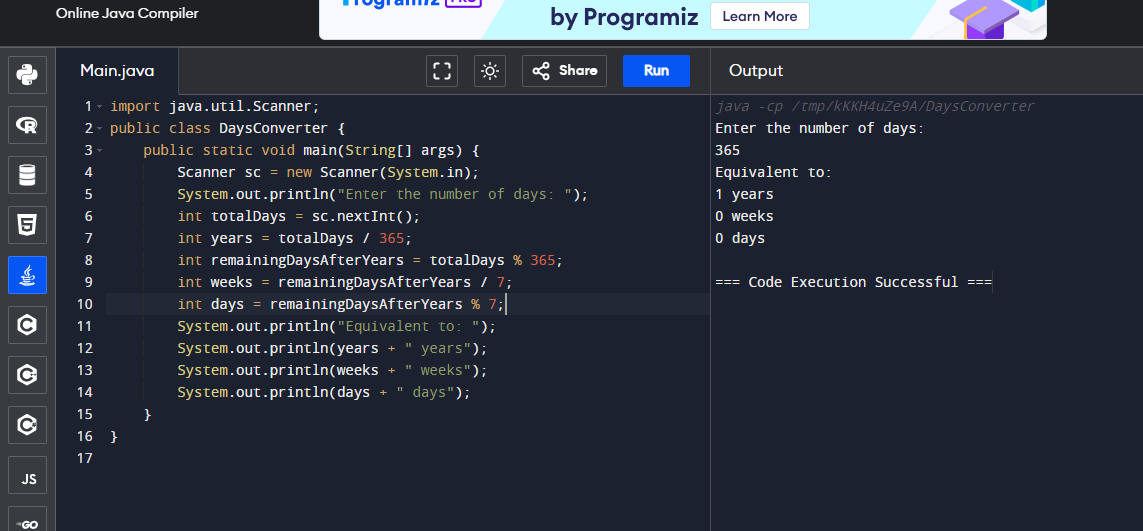 Online Java Compiler
Programiz PRO
by Programiz
Learn More
Main.java
Share
Run
Output
1 import java.util.Scanner;
2 public class DaysConverter {
3 public static void main(String[] args) {
4 Scanner sc = new Scanner(System.in);
5 System.out.println("Enter the number of days: ");
6 int totalDays = sc.nextInt();
7 int years = totalDays / 365;
8 int remainingDaysAfterYears = totalDays % 365;
9 int weeks = remainingDaysAfterYears / 7;
10 int days = remainingDaysAfterYears % 7;
11 System.out.println("Equivalent to: ");
12 System.out.println(years + " years");
13 System.out.println(weeks + " weeks");
14 System.out.println(days + " days");
15 }
16 }
17
java -cp /tmp/kKKH4uZe9A/DaysConverter
Enter the number of days:
365
Equivalent to:
1 years
0 weeks
0 days
=== Code Execution Successful ===
R
5
C
C
C
JS
GO